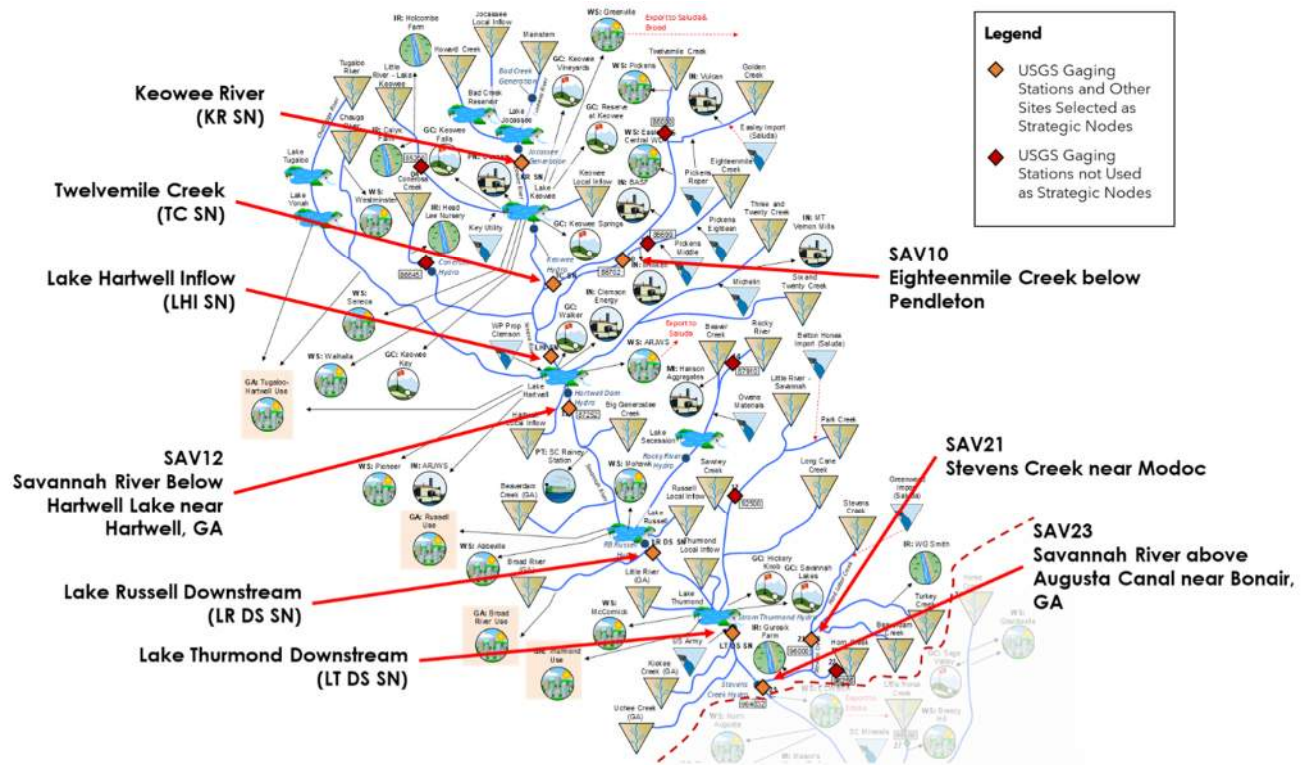 Legend
USGS Gaging
Stations and Other
Sites Selected as
Strategic Nodes
USGS Gaging
Stations not Used
as Strategic Nodes
Keowee River
(KR SN)
Twelvemile Creek
(TC SN)
Lake Hartwell Inflow
(LHI SN)
SAV12
Savannah River Below
Hartwell Lake near
Hartwell, GA
Lake Russell Downstream
(LR DS SN)
Lake Thurmond Downstream
(LT DS SN)
SAV10
Eighteenmile Creek below
Pendleton
SAV21
Stevens Creek near Modoc
SAV23
Savannah River above
Augusta Canal near Bonair,
GA
IR: Holcombe
Farm
Jocassee
Local Inflow
WS: Greenville
Export to Saluda &
Broad
Tugaloo
River
Little
River - Lake
Keowee
Howard Creek
Mainstem
GC: Keowee
Vineyards
Twelvemile Creek
WS: Pickens
IN: Vulcan
Golden
Creek
Bad Creek
Generation
Bad Creek
Reservoir
Lake
Jocassee
GC: Reserve
at Keowee
Easley Import
(Saluda)
GC: Keowee
Falls
Jocassee
Generation
Lake
Keowee
Keowee
Local Inflow
IN: BASF
Pickens
Roper
Eighteenmile
Creek
Three and
Twenty Creek
Lake
Tugaloo
Lake
Yonah
WS:
Westminster
IR: Head
Lee Nursery
Key Utility
GC: Keowee Springs
Pickens
Middle
IN: MT
Vernon Mills
Keowee
Hydro
WS:
Seneca
WP Prop
Clemson
GC:
Walker
IN: Clemson
Energy
Michelin
Six and
Twenty Creek
WS: Walhalla
GC: Keowee
Key
Lake
Hartwell
Hartwell Dam
Hydro
WS: ARJWS
Export to
Saluda
Beaver
Creek
Rocky
River
Belton Honea
Import (Saluda)
GA: Tugaloo-
Hartwell Use
MI: Hanson
Aggregates
Owens
Materials
Little River -
Savannah
Park Creek
Big Generostee
Creek
Lake
Secession
WS: Pioneer
IN: ARJWS
PT: SC Rainey
Station
WS: Mohawk
Rocky River
Hydro
Sawney Creek
Long Cane
Creek
Beaverdam
Creek (GA)
Russell
Local Inflow
GA: Russell
Use
Lake
Russell
LR DS SN
Thurmond
Local Inflow
Stevens
Creek
IR: WG Smith
WS: Abbeville
Broad River
(GA)
Little River
(GA)
GC: Hickory
Knob
GC: Savannah
Lakes
Turkey
Creek
GA: Broad
River Use
WS:
McCormick
Lake
Thurmond
Strom Thurmond Hydro
IR: Gurosik
Farm
LT DS SN
US Army
Kiokee
Creek (GA)
Stevens
Creek Hydro
Uchee Creek
(GA)